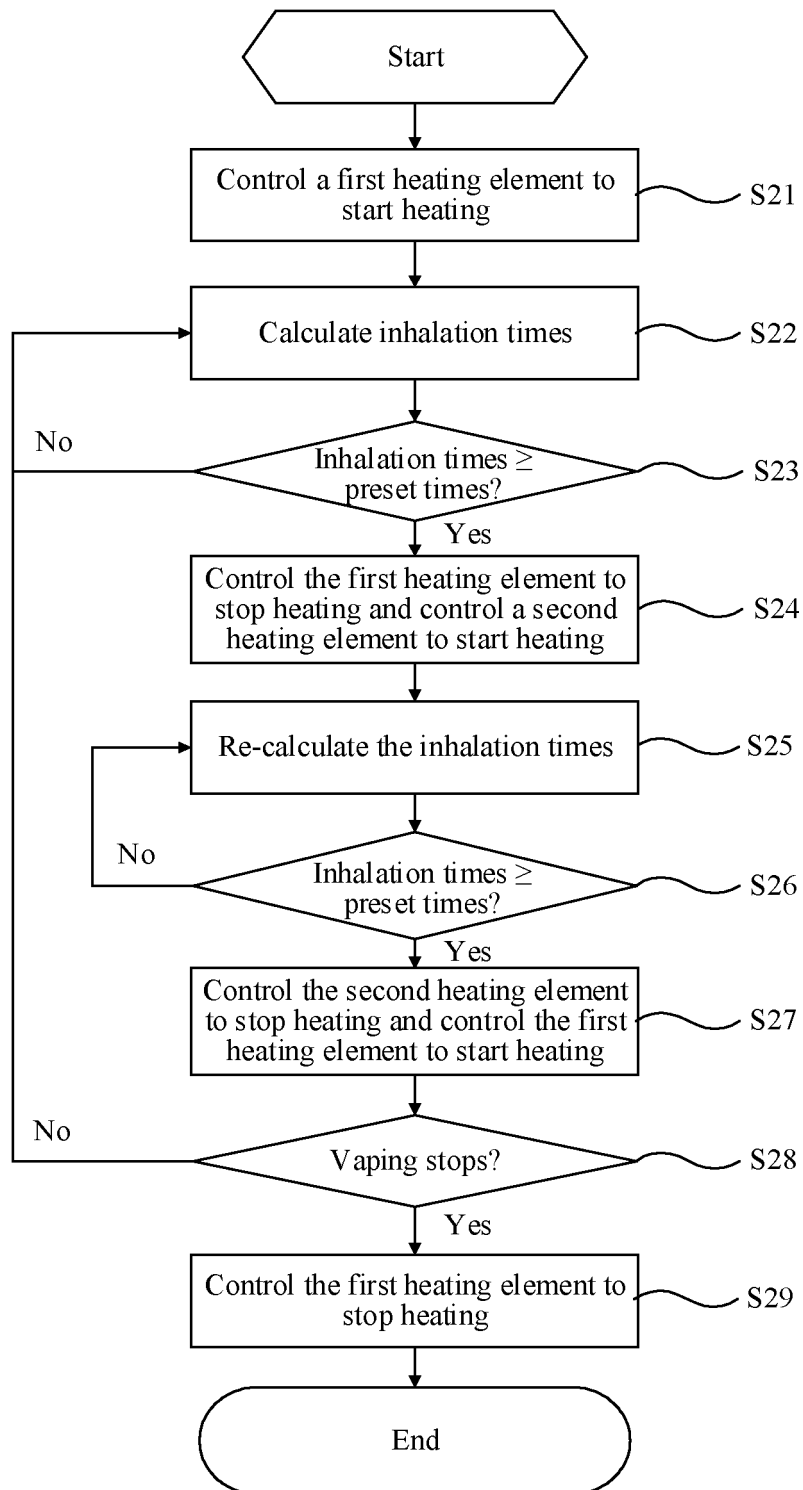 Start
Control a first heating element to
start heating
S21
Calculate inhalation times
S22
No
Inhalation times ≥
preset times?
S23
Yes
Control the first heating element to
stop heating and control a second
heating element to start heating
S24
Re-calculate the inhalation times
S25
No
Inhalation times ≥
preset times?
S26
Yes
Control the second heating element
to stop heating and control the first
heating element to start heating
S27
No
Vaping stops?
S28
Yes
Control the first heating element to
stop heating
S29
End